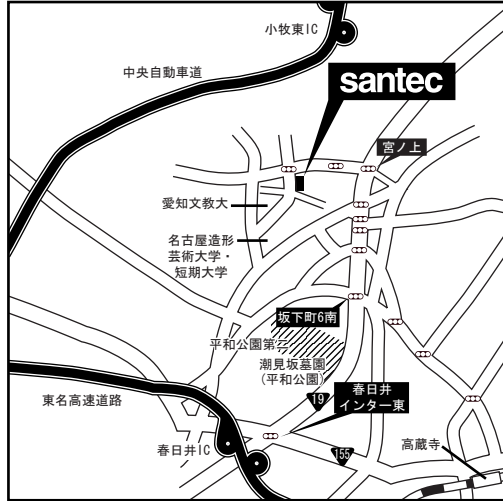 小牧東IC
中央自動車道
santec
宮ノ上
愛知文教大
名古屋造形
芸術大学・
短期大学
坂下町6南
平和公園第二
潮見坂墓園
(平和公園)
春日井
インター東
19
東名高速道路
春日井IC
155
高蔵寺